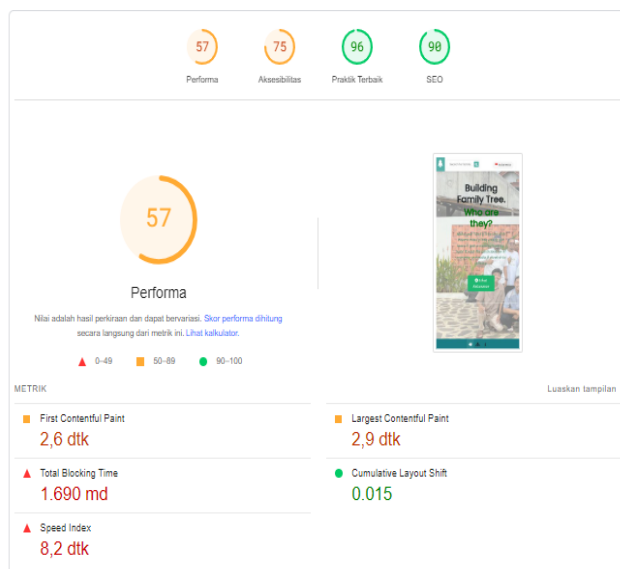 57
75
96
90
Performa
Aksesibilitas
Praktik Terbaik
SEO
Building
Family Tree.
Who are
they?
57
Performa
Nilai adalah hasil perkiraan dan dapat bervariasi. Skor performa dihitung
secara langsung dari metrik ini. Lihat kalkulator.
0–49
50–89
90–100
METRIK
Luaskan tampilan
First Contentful Paint
2,6 dtk
Largest Contentful Paint
2,9 dtk
Total Blocking Time
1.690 md
Cumulative Layout Shift
0.015
Speed Index
8,2 dtk